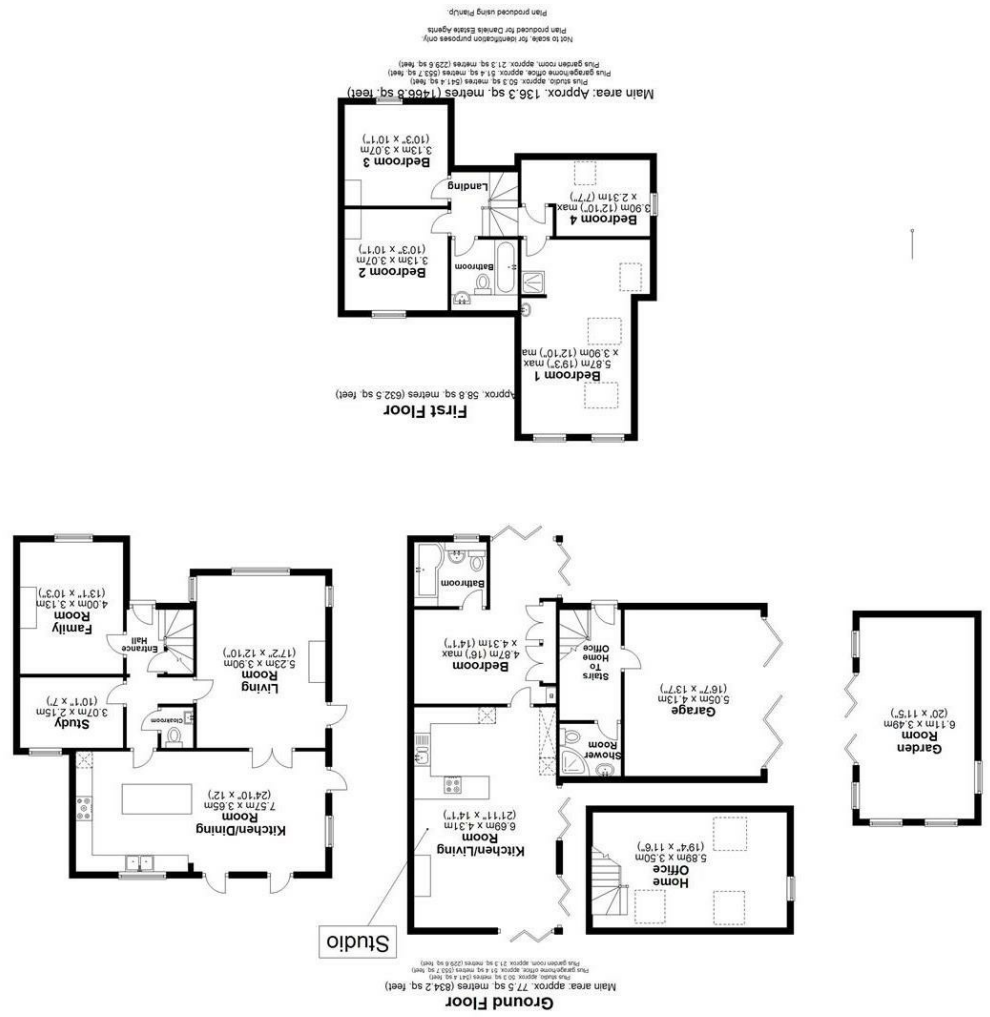 Ground Floor
Main area: approx. 77.5 sq. metres (834.2 sq. feet)
Plus studio, approx. 50.3 sq. metres (541.4 sq. feet)
Plus garage/home office, approx. 51.4 sq. metres (553.7 sq. feet)
Plus garden room, approx. 21.3 sq. metres (229.6 sq. feet)
Studio
Home
Office
5.89m x 3.50m
(19'4" x 11'6")
Garden
Room
6.11m x 3.49m
(20' x 11'5")
Kitchen/Living
Room
6.69m x 4.31m
(21'11" x 14'1")
Kitchen/Dining
Room
7.57m x 3.65m
(24'10" x 12')
Garage
5.05m x 4.13m
(16'7" x 13'7")
Shower
Room
Stairs
To
Home
Office
Bedroom
4.87m (16') max
x 4.31m (14'1")
Bathroom
Living
Room
5.23m x 3.90m
(17'2" x 12'10")
Cloakroom
Study
3.07m x 2.15m
(10'1" x 7')
Entrance
Hall
Family
Room
4.00m x 3.13m
(13'1" x 10'3")
First Floor
Approx. 58.8 sq. metres (632.5 sq. feet)
Bedroom 1
5.87m (19'3") max
x 3.90m (12'10") ma
Bathroom
Bedroom 2
3.13m x 3.07m
(10'3" x 10'1")
Bedroom 4
3.90m (12'10") max
x 2.31m (7'7")
Landing
Bedroom 3
3.13m x 3.07m
(10'3" x 10'1")
Main area: Approx. 136.3 sq. metres (1466.8 sq. feet)
Plus studio, approx. 50.3 sq. metres (541.4 sq. feet)
Plus garage/home office, approx. 51.4 sq. metres (553.7 sq. feet)
Plus garden room, approx. 21.3 sq. metres (229.6 sq. feet)
Not to scale, for identification purposes only.
Plan produced for Daniels Estate Agents
Plan produced using PlanUp.